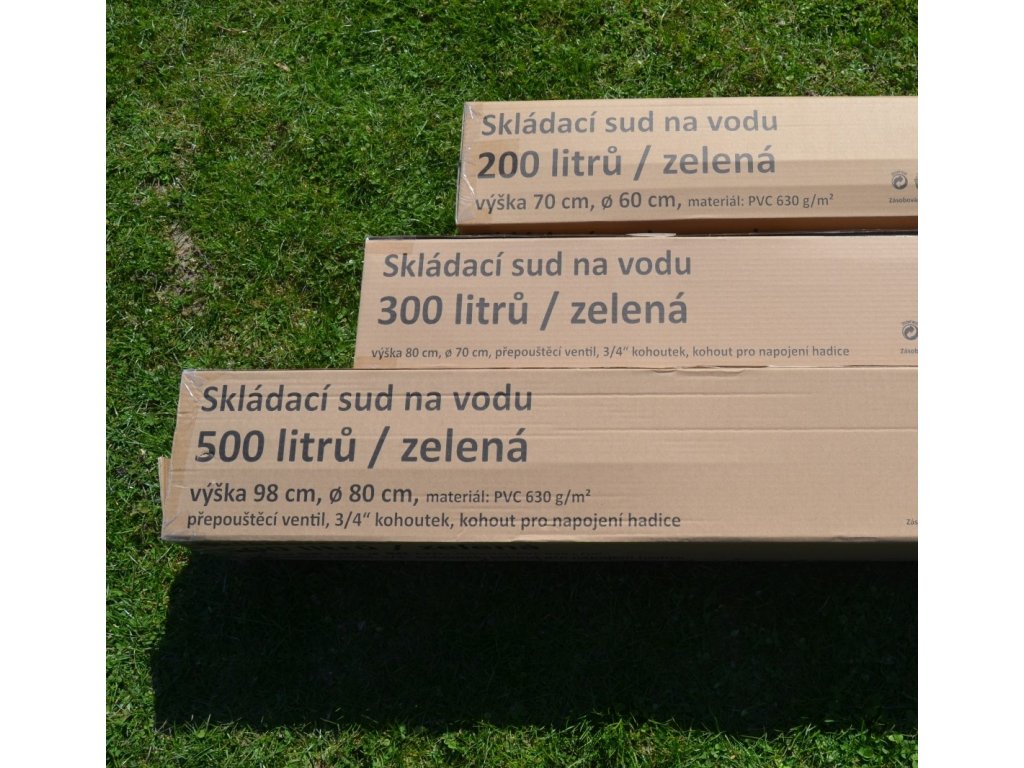 Skládací sud na vodu
200 litrů / zelená
výška 70 cm, ø 60 cm, materiál: PVC 630 g/m²
Skládací sud na vodu
300 litrů / zelená
výška 80 cm, ø 70 cm, přepouštěcí ventil, 3/4“ kohoutek, kohout pro napojení hadice
Skládací sud na vodu
500 litrů / zelená
výška 98 cm, ø 80 cm, materiál: PVC 630 g/m²
přepouštěcí ventil, 3/4“ kohoutek, kohout pro napojení hadice
litrů / zelená